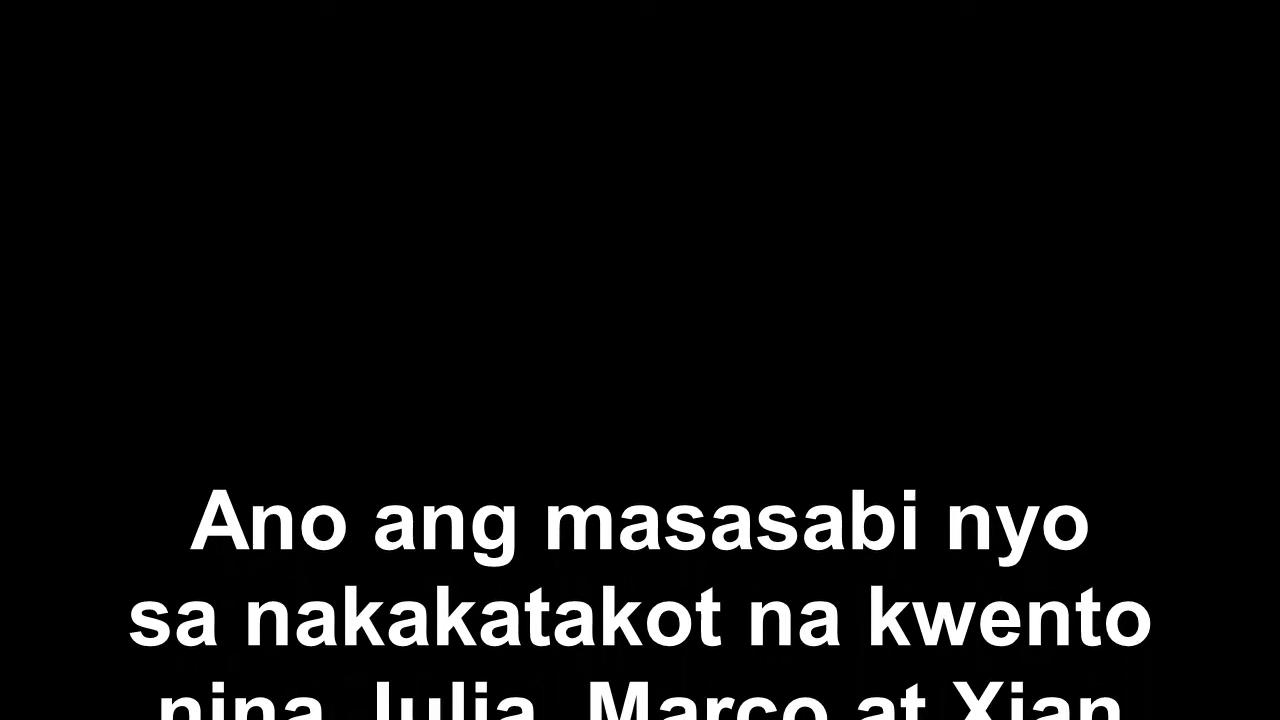 Ano ang masasabi nyo
sa nakakatakot na kwento
nina Julia, Marco at Xian